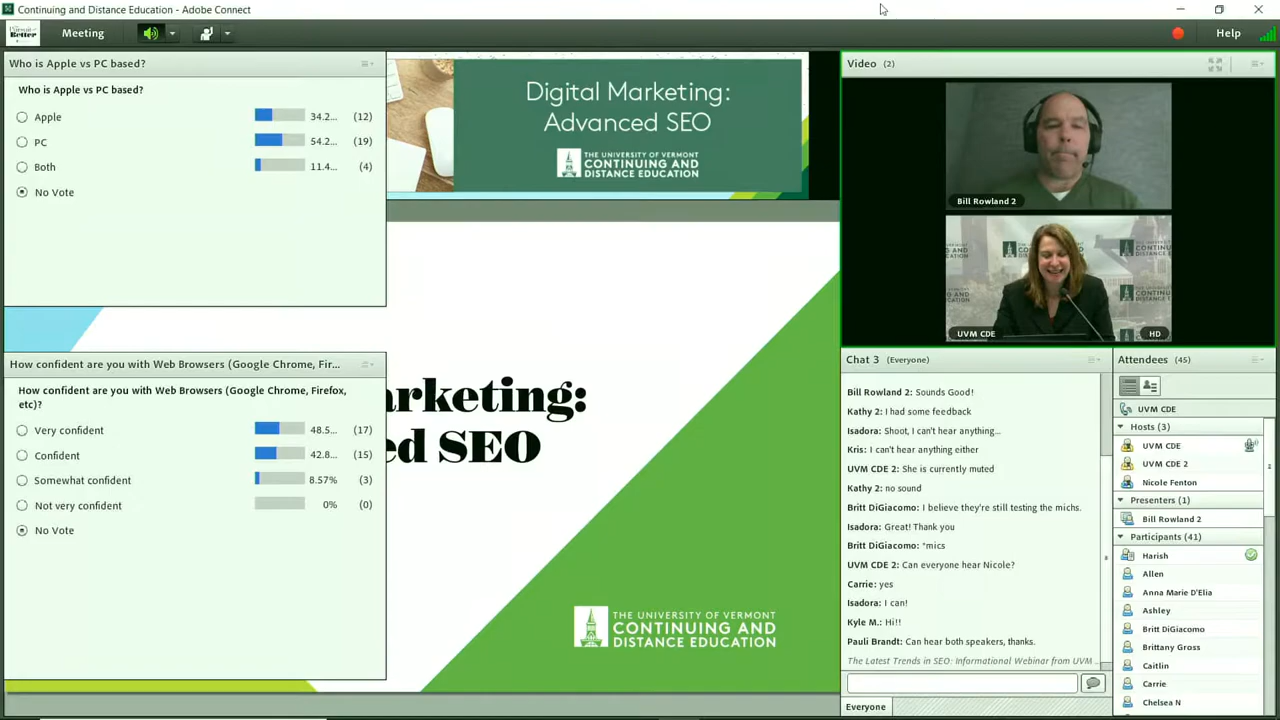 Continuing and Distance Education - Adobe Connect
Meeting
Help
Who is Apple vs PC based?
Who is Apple vs PC based?
Apple 34.2... (12)
PC 54.2... (19)
Both 11.4... (4)
No Vote
How confident are you with Web Browsers (Google Chrome, Fir...
How confident are you with Web Browsers (Google Chrome, Firefox,
etc)?
Very confident 48.5... (17)
Confident 42.8... (15)
Somewhat confident 8.57% (3)
Not very confident 0% (0)
No Vote
Digital Marketing:
Advanced SEO
THE UNIVERSITY OF VERMONT
CONTINUING AND
DISTANCE EDUCATION
arketing:
ed SEO
THE UNIVERSITY OF VERMONT
CONTINUING AND
DISTANCE EDUCATION
Video (2)
Bill Rowland 2
UVM CDE
HD
Chat 3 (Everyone)
Bill Rowland 2: Sounds Good!
Kathy 2: I had some feedback
Isadora: Shoot, I can't hear anything...
Kris: I can't hear anything either
UVM CDE 2: She is currently muted
Kathy 2: no sound
Britt DiGiacomo: I believe they're still testing the michs.
Isadora: Great! Thank you
Britt DiGiacomo: *mics
UVM CDE 2: Can everyone hear Nicole?
Carrie: yes
Isadora: I can!
Kyle M.: Hi!!
Pauli Brandt: Can hear both speakers, thanks.
The Latest Trends in SEO: Informational Webinar from UVM ...
Everyone
Attendees (45)
UVM CDE
Hosts (3)
UVM CDE
UVM CDE 2
Nicole Fenton
Presenters (1)
Bill Rowland 2
Participants (41)
Harish
Allen
Anna Marie D'Elia
Ashley
Britt DiGiacomo
Brittany Gross
Caitlin
Carrie
Chelsea N